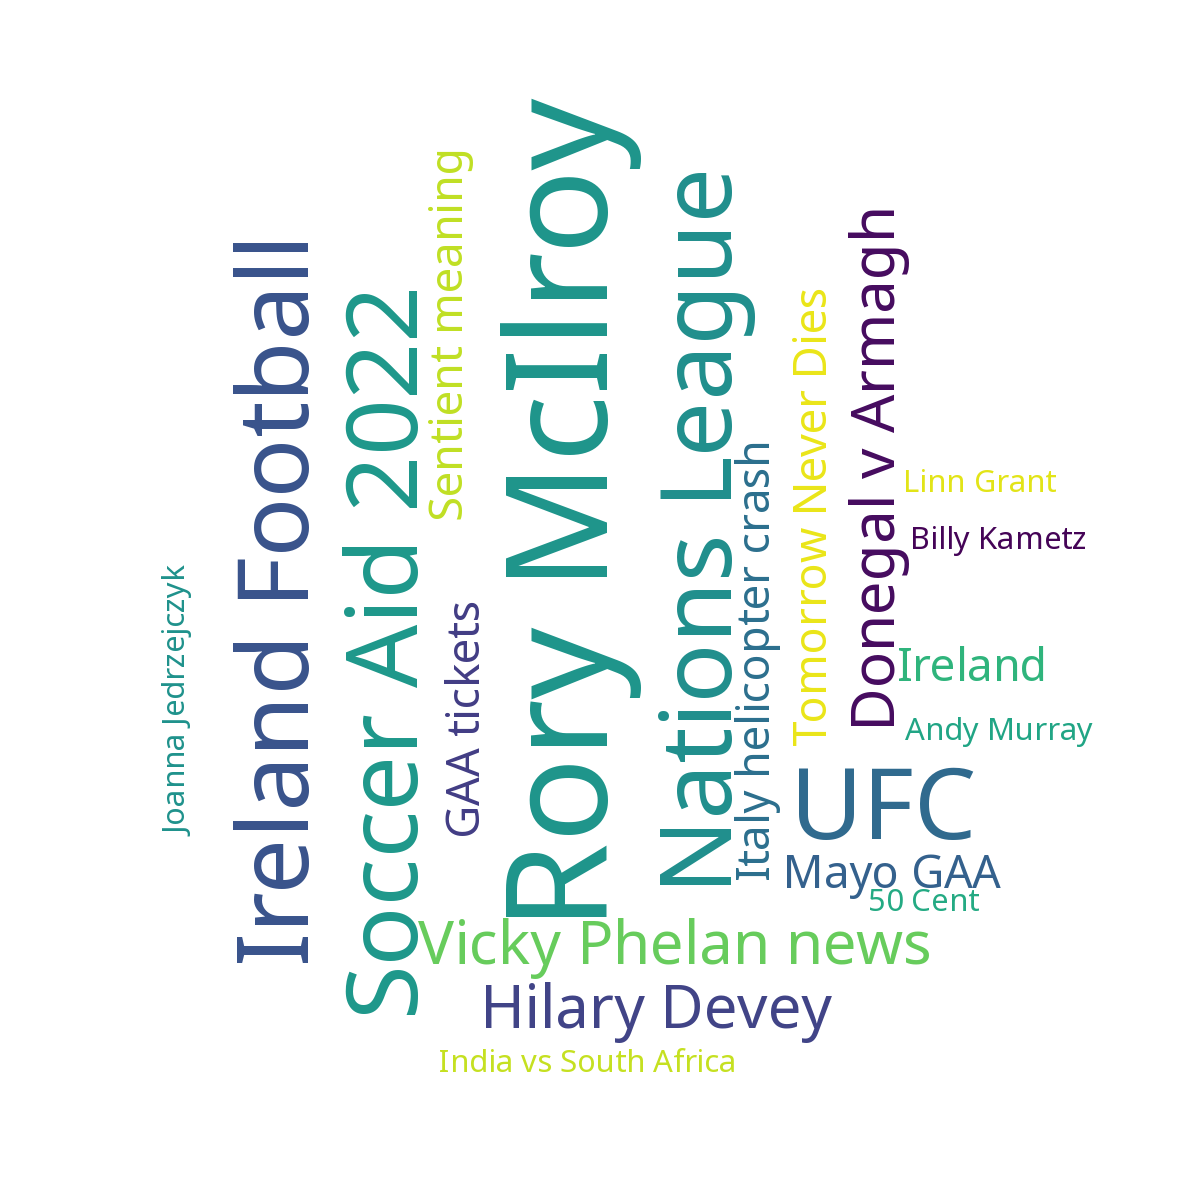 Joanna Jedrzejczyk
Ireland Football
Soccer Aid 2022
Sentient meaning
GAA tickets
Rory McIlroy
Nations League
Italy helicopter crash
Tomorrow Never Dies
Donegal v Armagh
Linn Grant
Billy Kametz
Ireland
Andy Murray
UFC
Mayo GAA
50 Cent
Vicky Phelan news
Hilary Devey
India vs South Africa